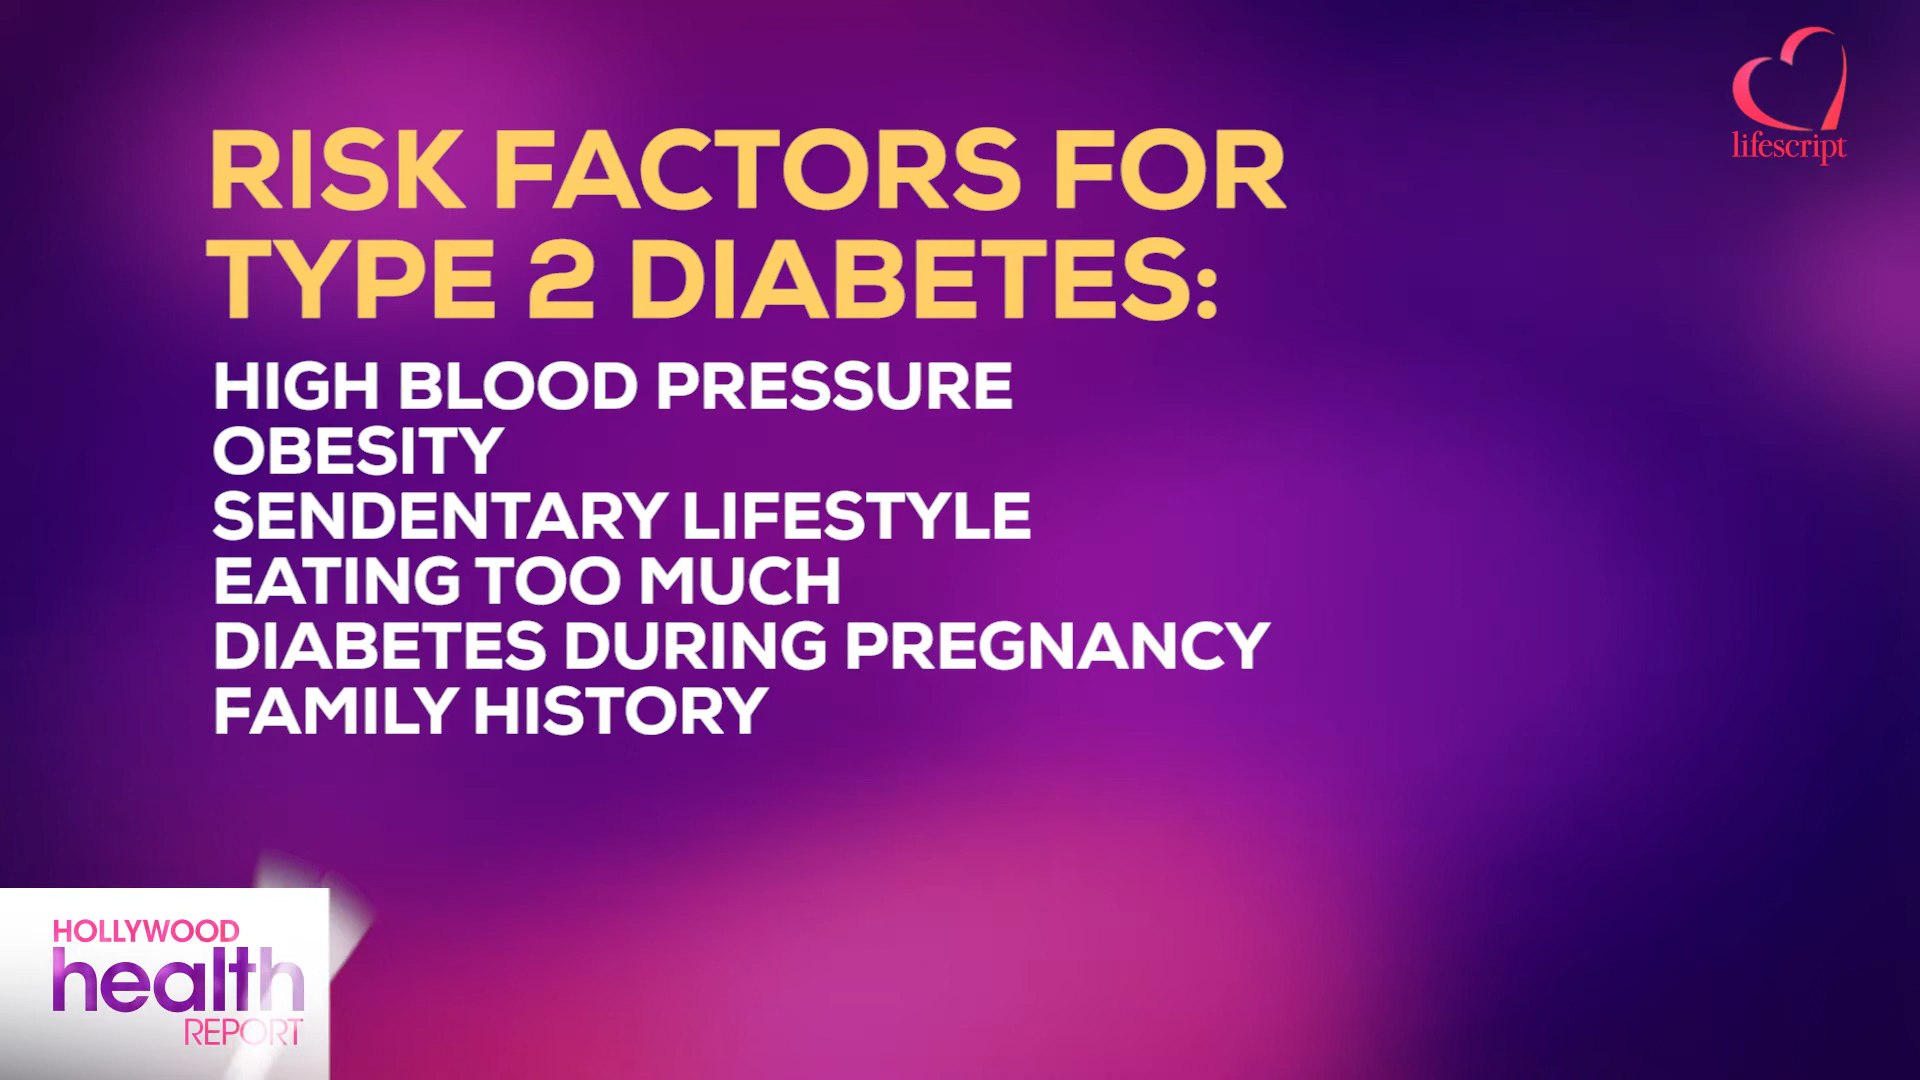 lifescript
RISK FACTORS FOR
TYPE 2 DIABETES:
HIGH BLOOD PRESSURE
OBESITY
SENDENTARY LIFESTYLE
EATING TOO MUCH
DIABETES DURING PREGNANCY
FAMILY HISTORY
HOLLYWOOD
health
REPORT